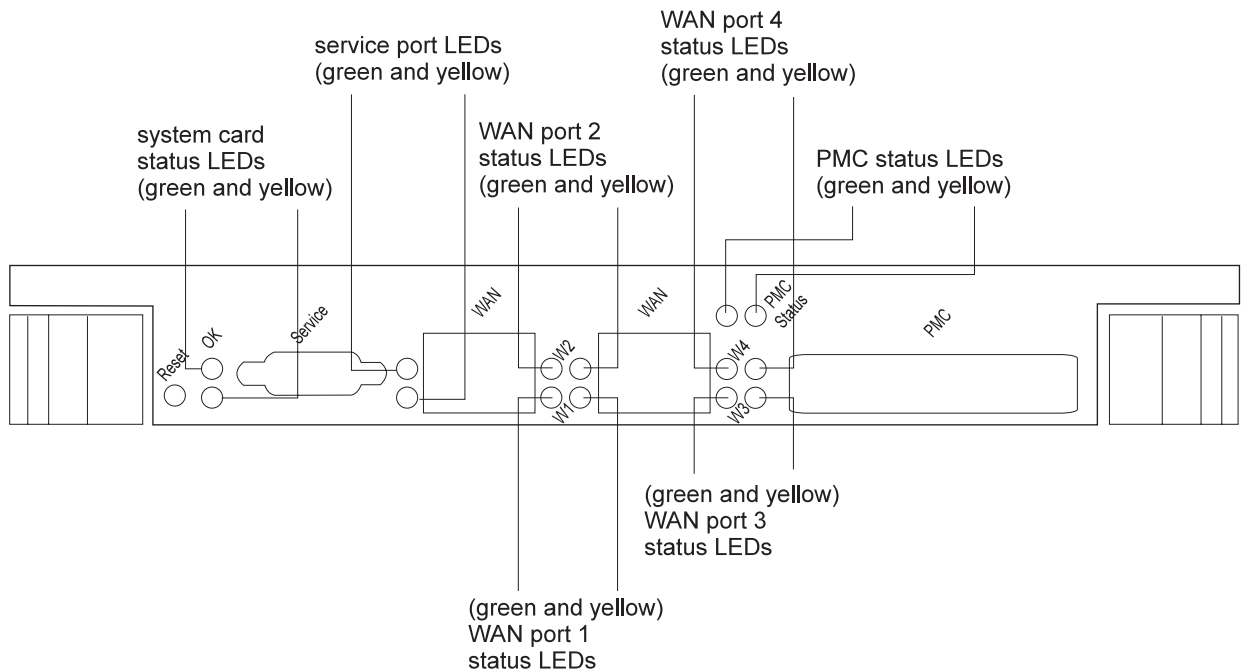 WAN port 4
status LEDs
(green and yellow)
service port LEDs
(green and yellow)
system card
status LEDs
(green and yellow)
WAN port 2
status LEDs
(green and yellow)
PMC status LEDs
(green and yellow)
Reset
OK
Service
WAN
W2
W1
WAN
W4
W3
PMC
Status
PMC
(green and yellow)
WAN port 3
status LEDs
(green and yellow)
WAN port 1
status LEDs